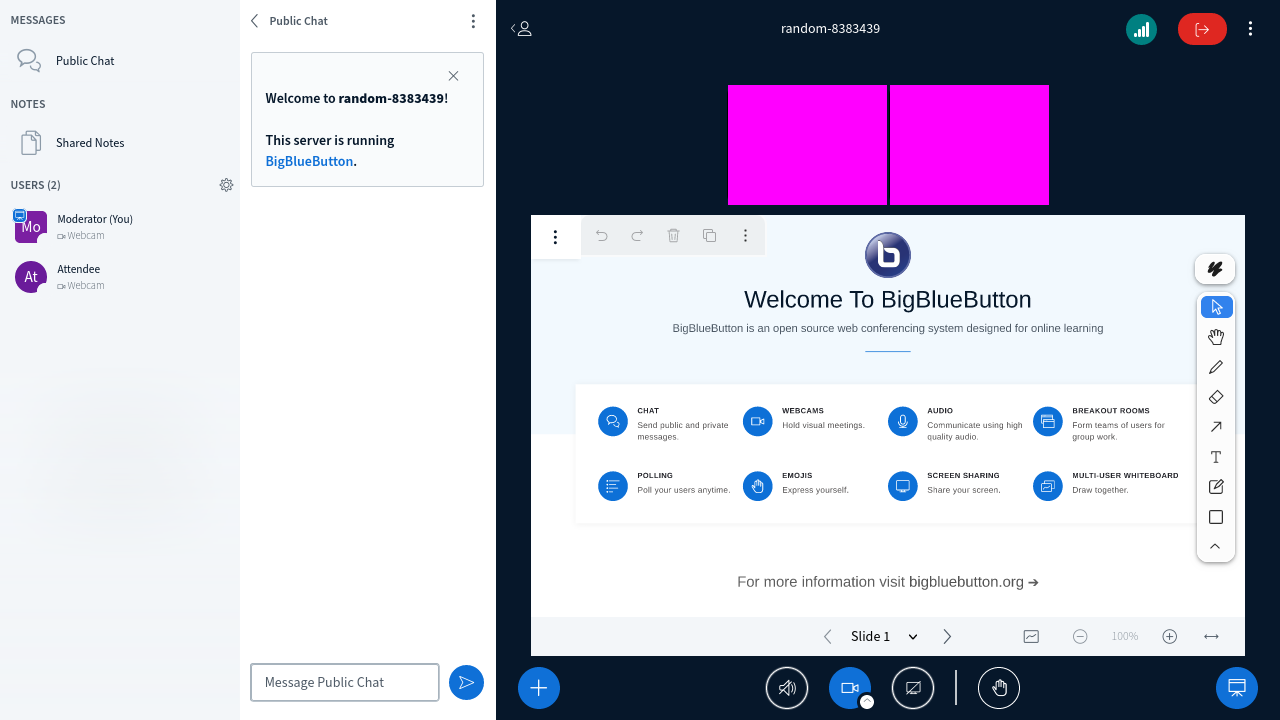 MESSAGES
Public Chat
NOTES
Shared Notes
USERS (2)
Mo
Moderator (You)
Webcam
At
Attendee
Webcam
Public Chat
Welcome to random-8383439!
This server is running
BigBlueButton.
Message Public Chat
random-8383439
b
Welcome To BigBlueButton
BigBlueButton is an open source web conferencing system designed for online learning
CHAT
Send public and private
messages.
WEBCAMS
Hold visual meetings.
AUDIO
Communicate using high
quality audio.
BREAKOUT ROOMS
Form teams of users for
group work.
POLLING
Poll your users anytime.
EMOJIS
Express yourself.
SCREEN SHARING
Share your screen.
MULTI-USER WHITEBOARD
Draw together.
For more information visit bigbluebutton.org ➔
Slide 1
100%